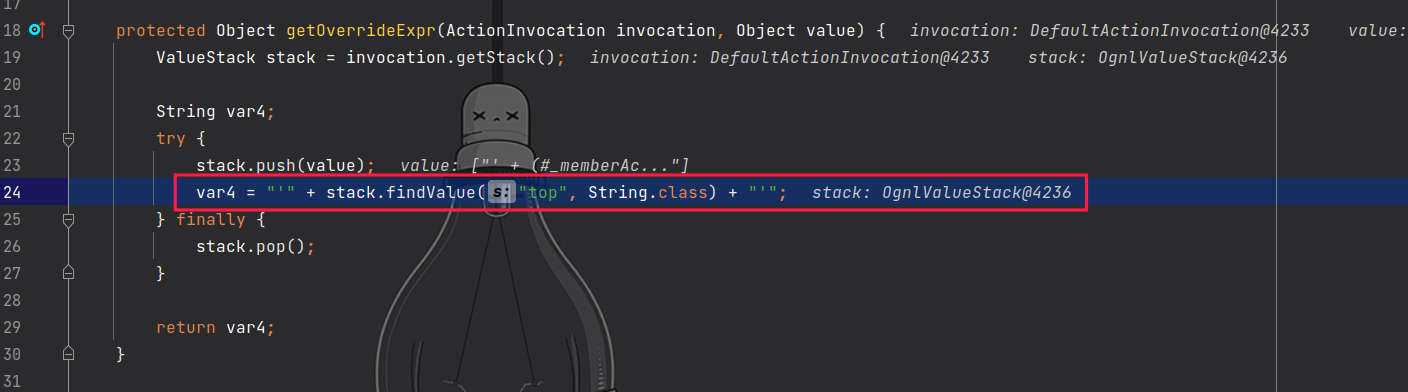 17
18 protected Object getOverrideExpr(ActionInvocation invocation, Object value) { invocation: DefaultActionInvocation@4233 value:
19 ValueStack stack = invocation.getStack(); invocation: DefaultActionInvocation@4233 stack: OgnlValueStack@4236
20
21 String var4;
22 try {
23 stack.push(value); value: ["' + (#_memberAc..."]
24 var4 = "'" + stack.findValue( s: "top", String.class) + "'"; stack: OgnlValueStack@4236
25 } finally {
26 stack.pop();
27 }
28
29 return var4;
30 }
31